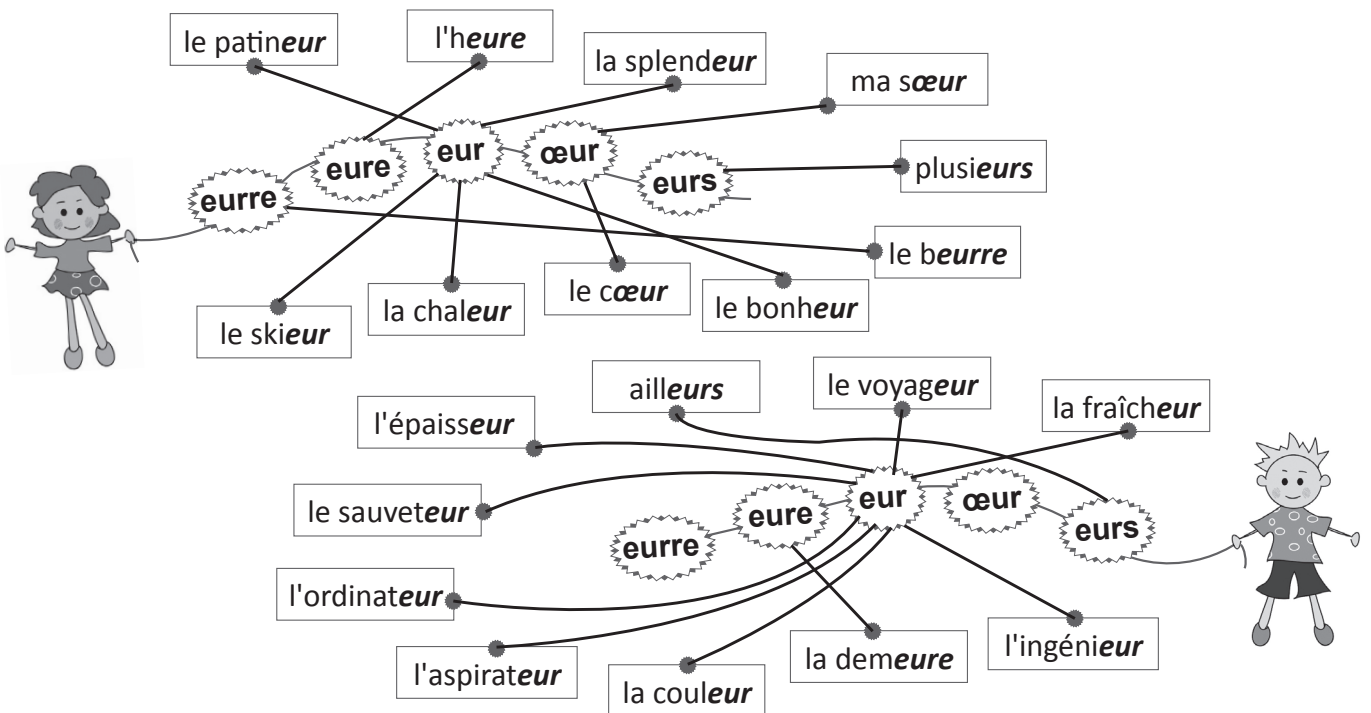 le patineur
l'heure
la splendeur
ma sœur
eurre
eure
eur
œur
eurs
plusieurs
le beurre
le skieur
la chaleur
le cœur
le bonheur
l'épaisseur
ailleurs
le voyageur
la fraîcheur
le sauveteur
eurre
eure
eur
œur
eurs
l'ordinateur
l'aspirateur
la couleur
la demeure
l'ingénieur